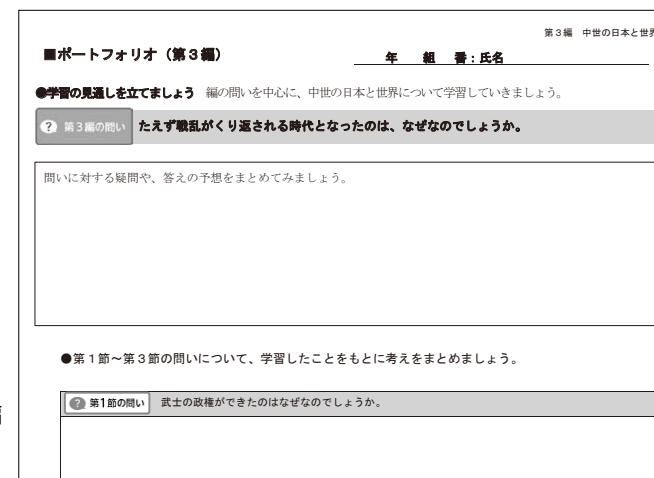 第３編　中世の日本と世界
■ポートフォリオ（第３編）
年　組　番：氏名
●学習の見通しを立てましょう　編の問いを中心に、中世の日本と世界について学習していきましょう。
? 第３編の問い　たえず戦乱がくり返される時代となったのは、なぜなのでしょうか。
問いに対する疑問や、答えの予想をまとめてみましょう。
●第１節～第３節の問いについて、学習したことをもとに考えをまとめましょう。
? 第1節の問い　武士の政権ができたのはなぜなのでしょうか。